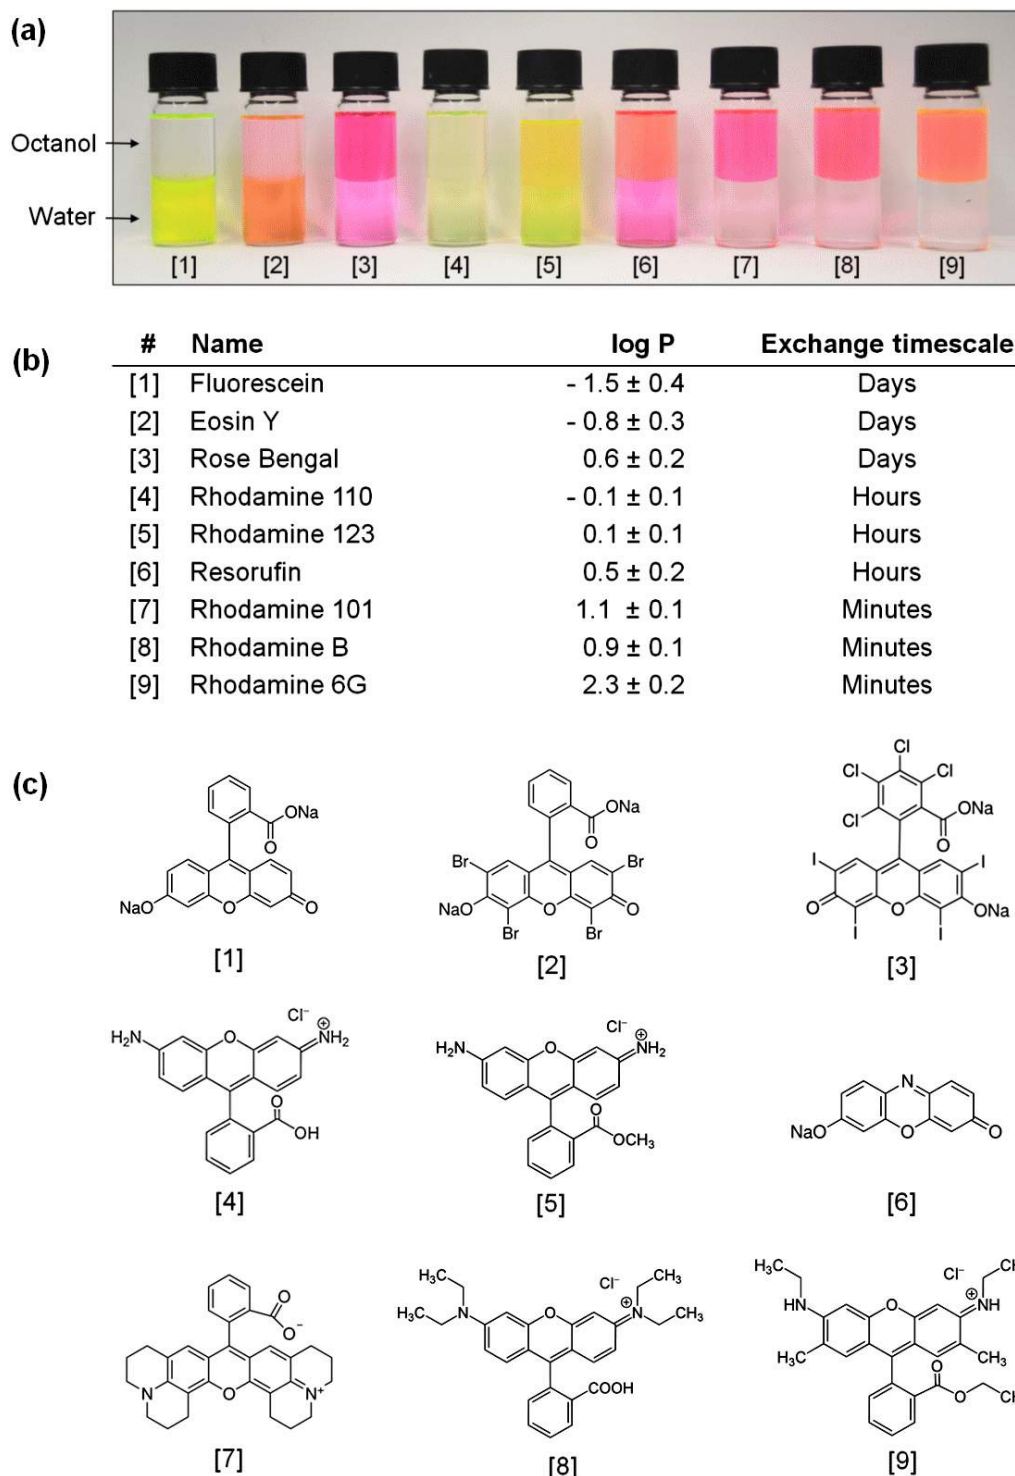 (a)
Octanol
Water
[1] [2] [3] [4] [5] [6] [7] [8] [9]
(b)
# Name log P Exchange timescale
[1] Fluorescein - 1.5 ± 0.4 Days
[2] Eosin Y - 0.8 ± 0.3 Days
[3] Rose Bengal 0.6 ± 0.2 Days
[4] Rhodamine 110 - 0.1 ± 0.1 Hours
[5] Rhodamine 123 0.1 ± 0.1 Hours
[6] Resorufin 0.5 ± 0.2 Hours
[7] Rhodamine 101 1.1 ± 0.1 Minutes
[8] Rhodamine B 0.9 ± 0.1 Minutes
[9] Rhodamine 6G 2.3 ± 0.2 Minutes
(c)
ONa
O
NaO O O
[1]
ONa
O
Br Br
NaO O O
Br Br
[2]
Cl
Cl Cl
Cl
ONa
O
I I
O O ONa
I I
[3]
Cl⁻
H₂N O NH₂
⊕
O
OH
[4]
Cl⁻
H₂N O NH₂
⊕
O
OCH₃
[5]
N
NaO O O
[6]
O
O⁻
N O N⁺
[7]
H₃C Cl⁻ CH₃
H₃C N O N CH₃
⊕
COOH
[8]
CH
Cl⁻
HN O NH
⊕
H₃C CH₃
O
O CH
H₃C
[9]